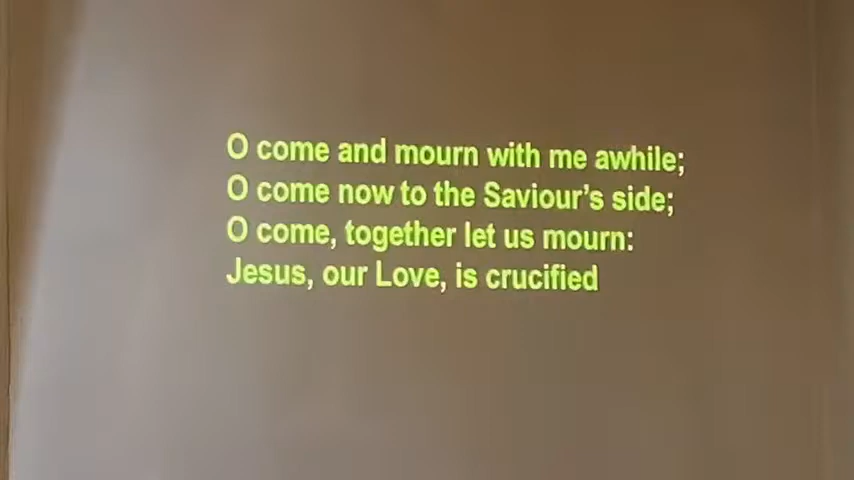 O come and mourn with me awhile;
O come now to the Saviour’s side;
O come, together let us mourn:
Jesus, our Love, is crucified